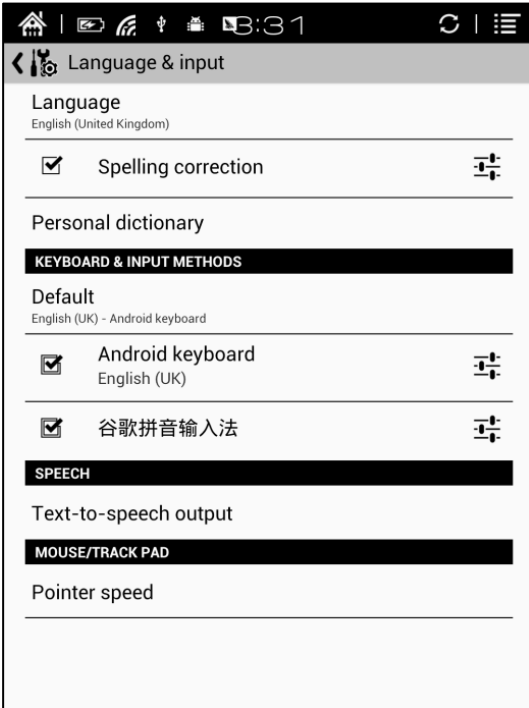 3:31
Language & input
Language
English (United Kingdom)
Spelling correction
Personal dictionary
KEYBOARD & INPUT METHODS
Default
English (UK) - Android keyboard
Android keyboard
English (UK)
谷歌拼音输入法
SPEECH
Text-to-speech output
MOUSE/TRACK PAD
Pointer speed